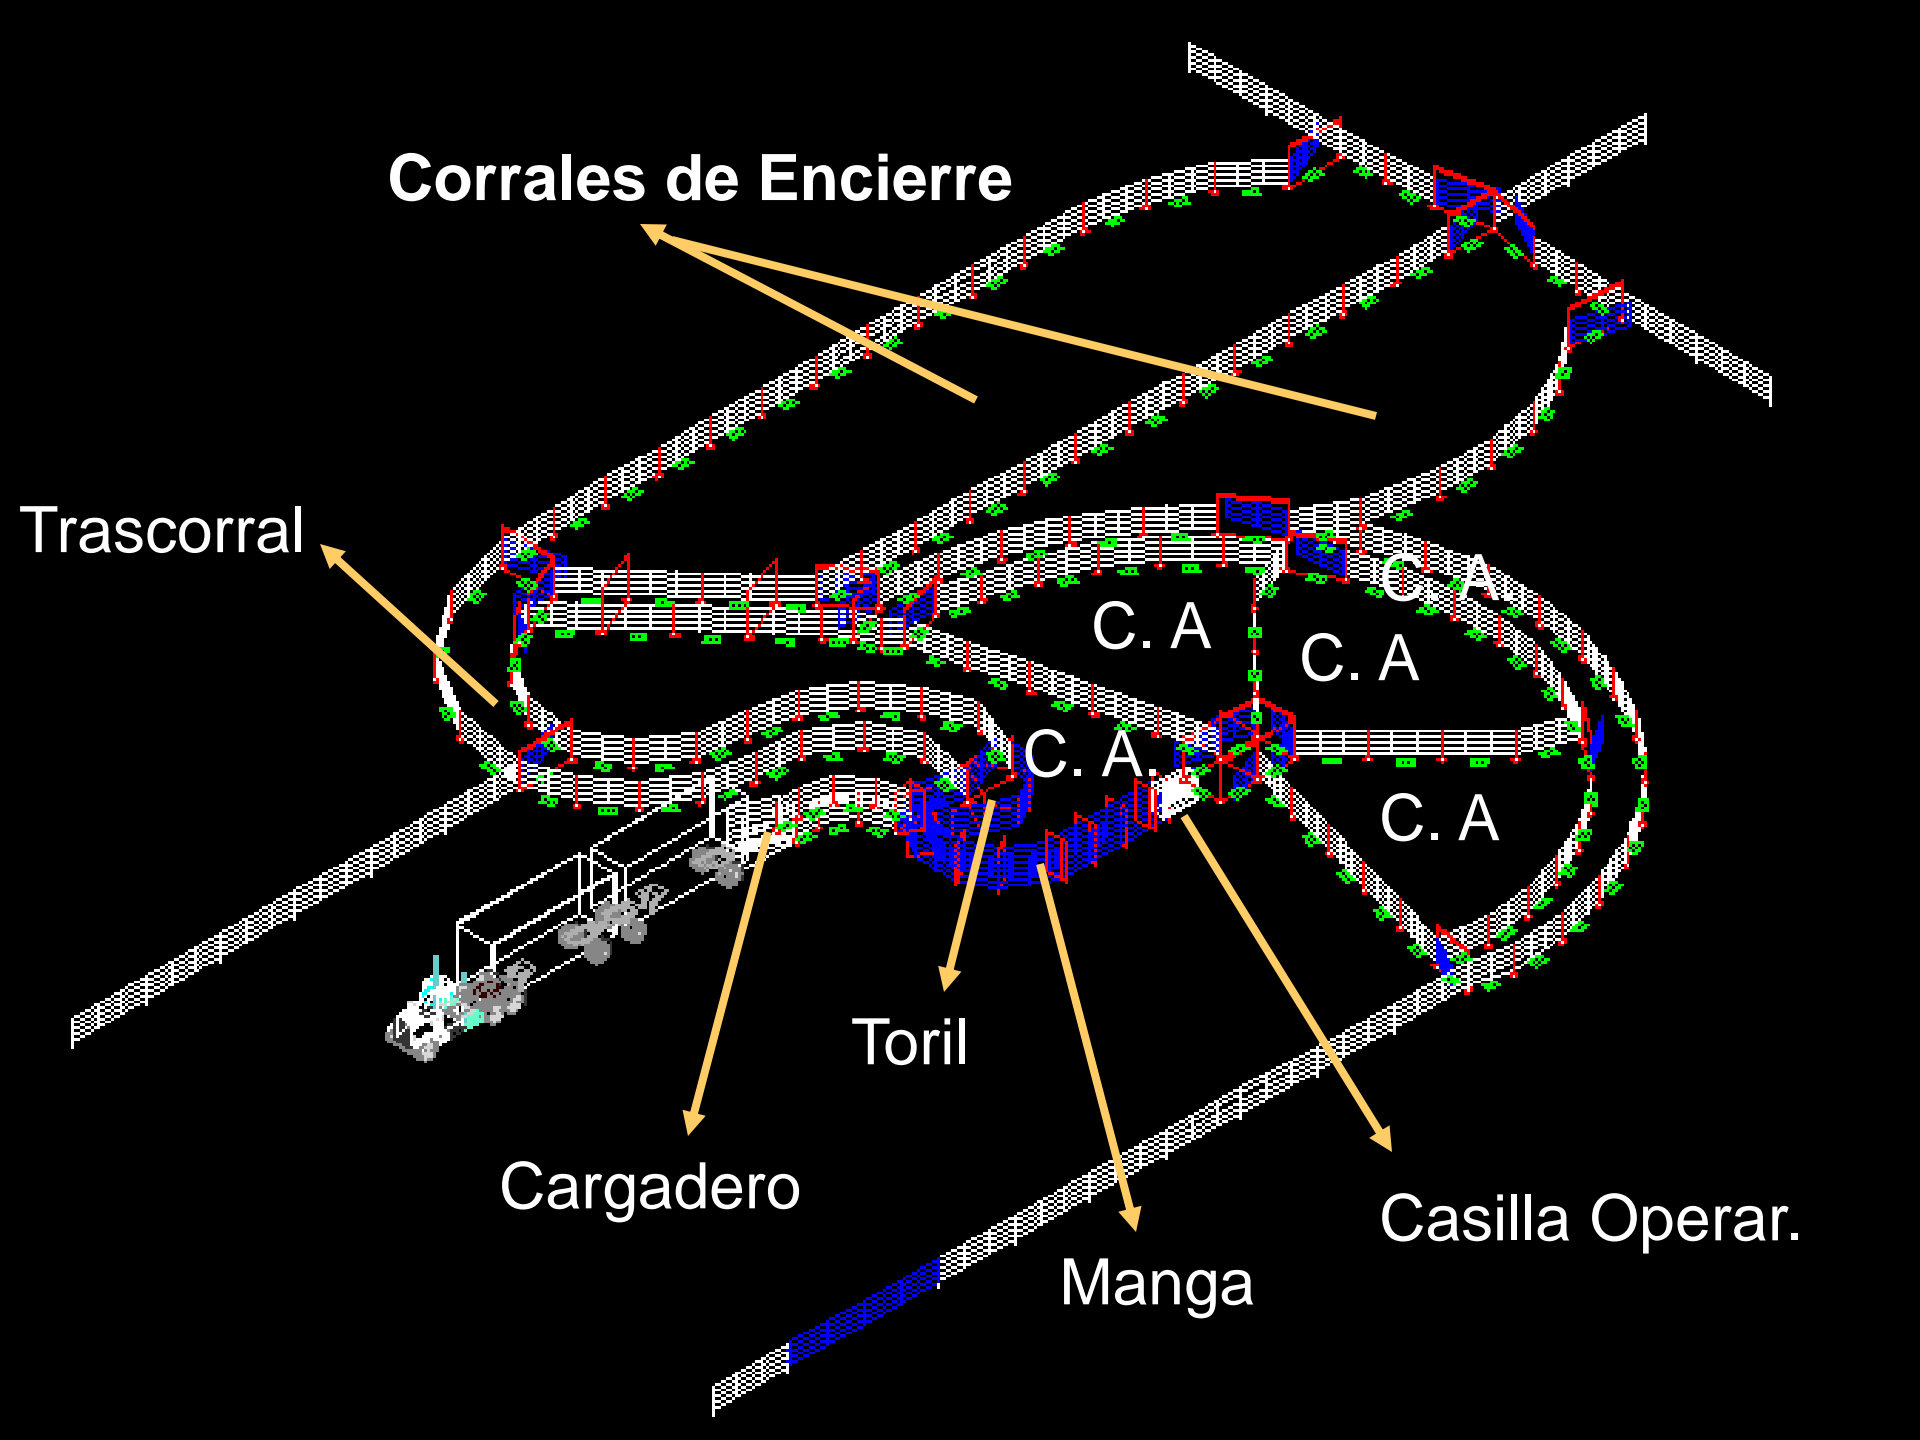 Corrales de Encierre
Trascorral
C. A
C. A
C. A
C. A.
C. A
Toril
Cargadero
Casilla Operar.
Manga